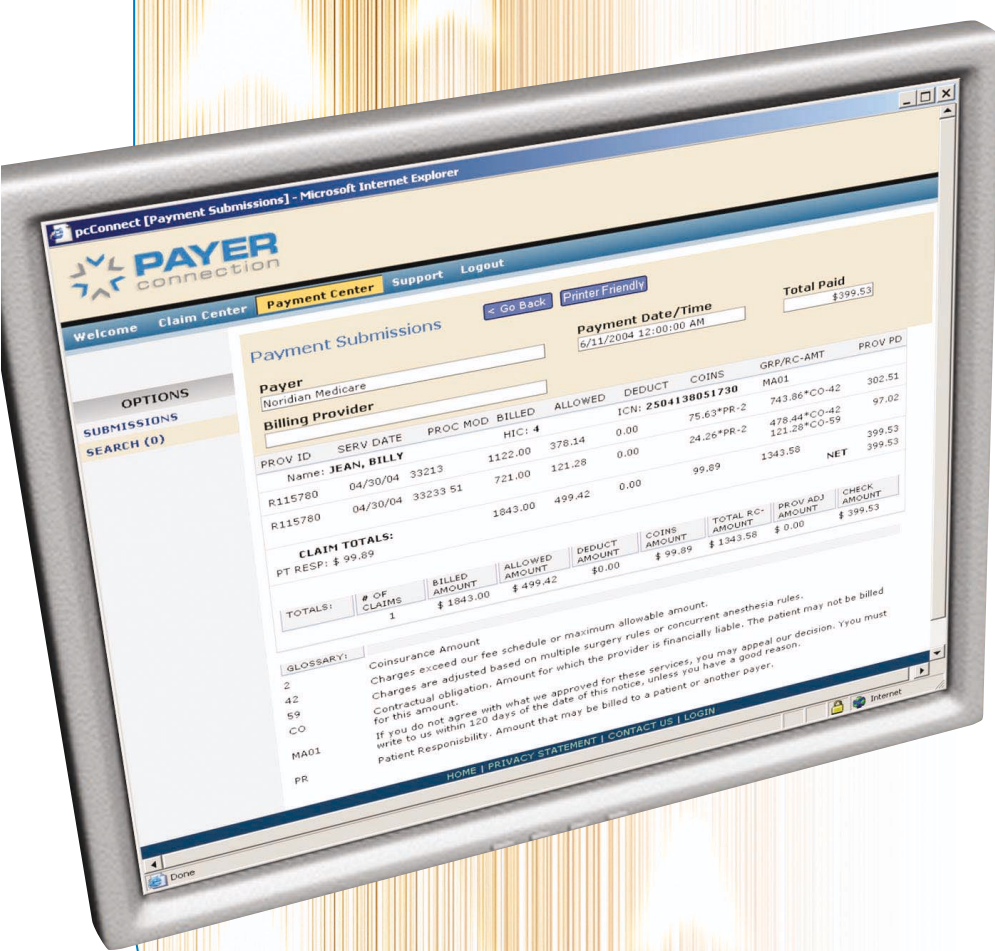 pcConnect [Payment Submissions] - Microsoft Internet Explorer
PAYER
connection
Welcome Claim Center Payment Center Support Logout
OPTIONS
SUBMISSIONS
SEARCH (0)
Payment Submissions < Go Back Printer Friendly
Payer Payment Date/Time Total Paid
Noridian Medicare 6/11/2004 12:00:00 AM $399.53
Billing Provider
PROV ID SERV DATE PROC MOD BILLED ALLOWED DEDUCT COINS GRP/RC-AMT PROV PD
Name: JEAN, BILLY HIC: 4 ICN: 2504138051730 MA01
R115780 04/30/04 33213 1122.00 378.14 0.00 75.63*PR-2 743.86*CO-42 302.51
R115780 04/30/04 33233 51 721.00 121.28 0.00 24.26*PR-2 478.44*CO-42 97.02
121.28*CO-59
CLAIM TOTALS: 1843.00 499.42 0.00 99.89 1343.58 399.53
PT RESP: $ 99.89 NET 399.53
TOTALS: # OF CLAIMS BILLED AMOUNT ALLOWED AMOUNT DEDUCT AMOUNT COINS AMOUNT TOTAL RC-AMOUNT PROV ADJ AMOUNT CHECK AMOUNT
1 $ 1843.00 $ 499.42 $0.00 $ 99.89 $ 1343.58 $ 0.00 $ 399.53
GLOSSARY:
2 Coinsurance Amount
42 Charges exceed our fee schedule or maximum allowable amount.
59 Charges are adjusted based on multiple surgery rules or concurrent anesthesia rules.
CO Contractual obligation. Amount for which the provider is financially liable. The patient may not be billed
for this amount.
MA01 If you do not agree with what we approved for these services, you may appeal our decision. Yyou must
write to us within 120 days of the date of this notice, unless you have a good reason.
PR Patient Responisbility. Amount that may be billed to a patient or another payer.
HOME | PRIVACY STATEMENT | CONTACT US | LOGIN
Done Internet